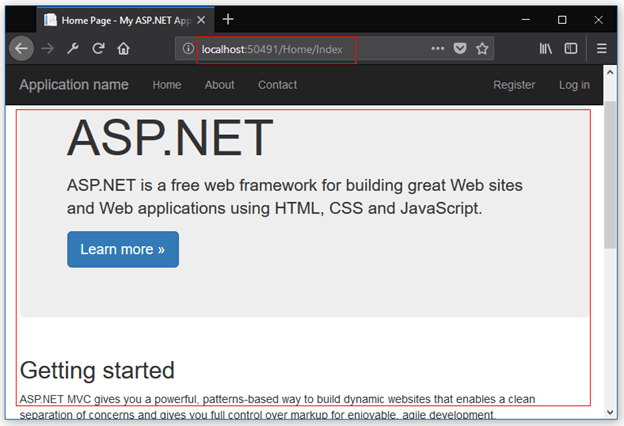 Home Page - My ASP.NET App
localhost:50491/Home/Index
Application name Home About Contact Register Log in
ASP.NET
ASP.NET is a free web framework for building great Web sites
and Web applications using HTML, CSS and JavaScript.
Learn more »
Getting started
ASP.NET MVC gives you a powerful, patterns-based way to build dynamic websites that enables a clean
separation of concerns and gives you full control over markup for enjoyable, agile development.